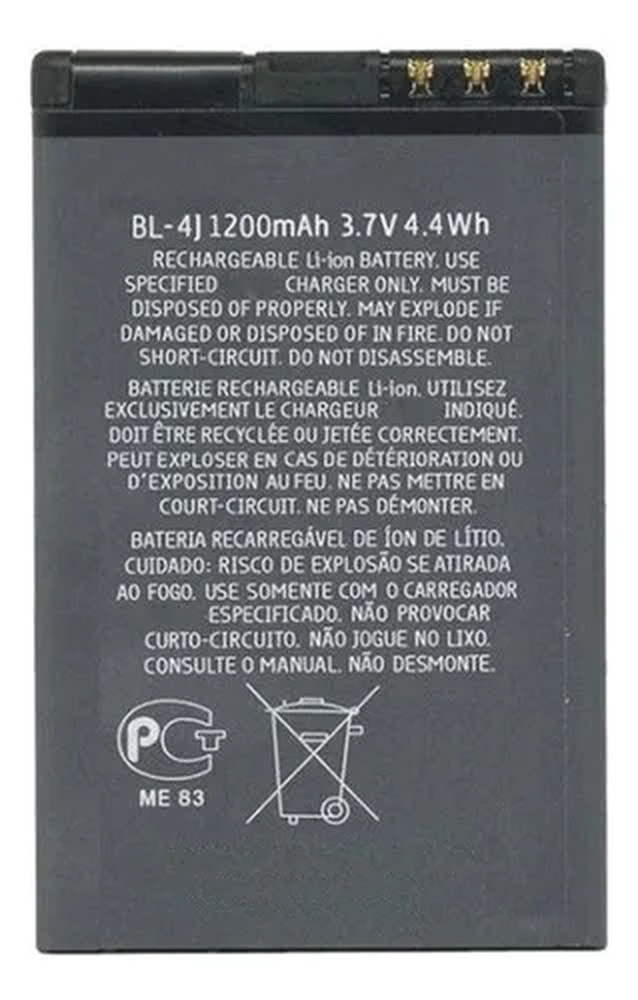 BL-4J 1200mAh 3.7V 4.4Wh
RECHARGEABLE Li-ion BATTERY. USE
SPECIFIED CHARGER ONLY. MUST BE
DISPOSED OF PROPERLY. MAY EXPLODE IF
DAMAGED OR DISPOSED OF IN FIRE. DO NOT
SHORT-CIRCUIT. DO NOT DISASSEMBLE.
BATTERIE RECHARGEABLE Li-ion. UTILISEZ
EXCLUSIVEMENT LE CHARGEUR INDIQUÉ.
DOIT ÊTRE RECYCLÉE OU JETÉE CORRECTEMENT.
PEUT EXPLOSER EN CAS DE DÉTÉRIORATION OU
D'EXPOSITION AU FEU. NE PAS METTRE EN
COURT-CIRCUIT. NE PAS DÉMONTER.
BATERIA RECARREGÁVEL DE ÍON DE LÍTIO.
CUIDADO: RISCO DE EXPLOSÃO SE ATIRADA
AO FOGO. USE SOMENTE COM O CARREGADOR
ESPECIFICADO. NÃO PROVOCAR
CURTO-CIRCUITO. NÃO JOGUE NO LIXO.
CONSULTE O MANUAL. NÃO DESMONTE.
PCT
ME 83